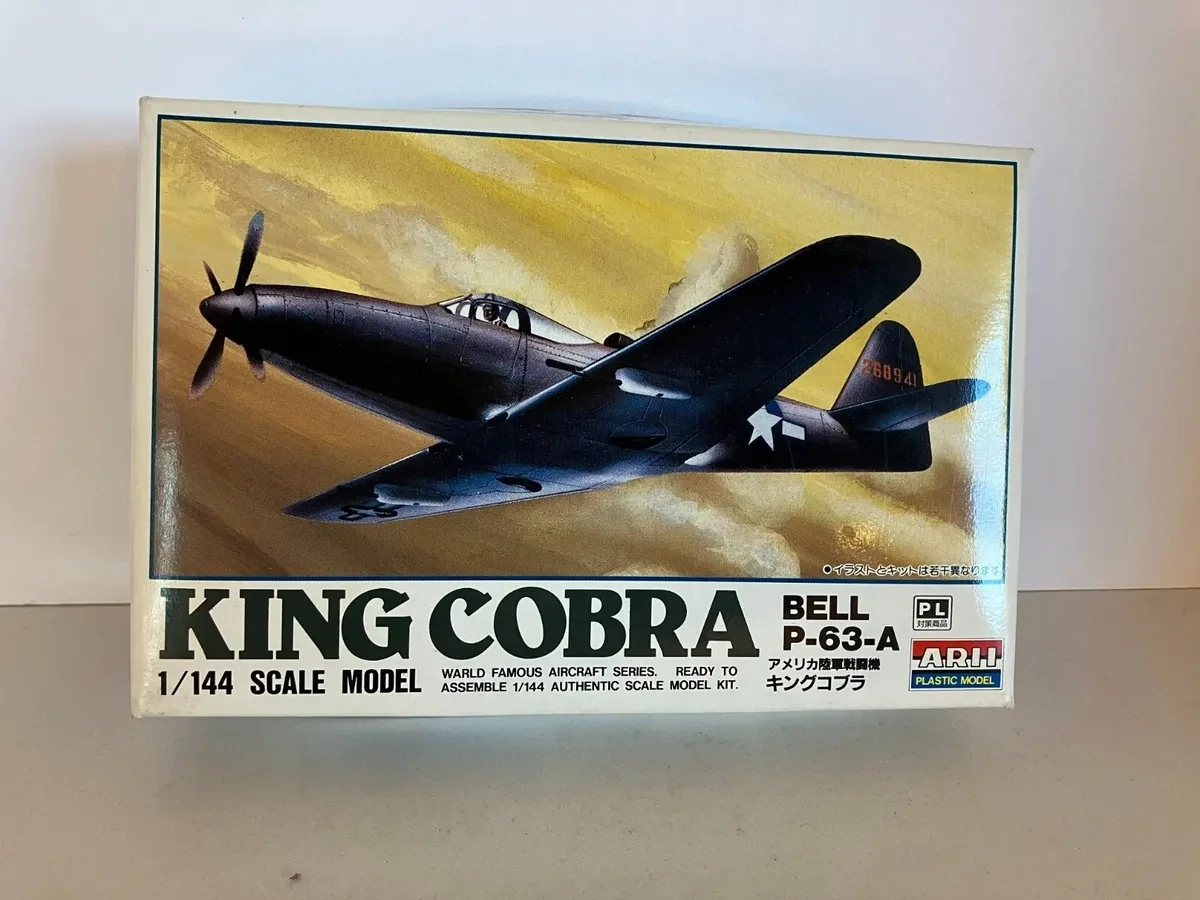 268941
●イラストとキットは若干異なります
KING COBRA
1/144 SCALE MODEL
WARLD FAMOUS AIRCRAFT SERIES. READY TO
ASSEMBLE 1/144 AUTHENTIC SCALE MODEL KIT.
BELL
P-63-A
アメリカ陸軍戦闘機
キングコブラ
PL
対策商品
ARII
PLASTIC MODEL